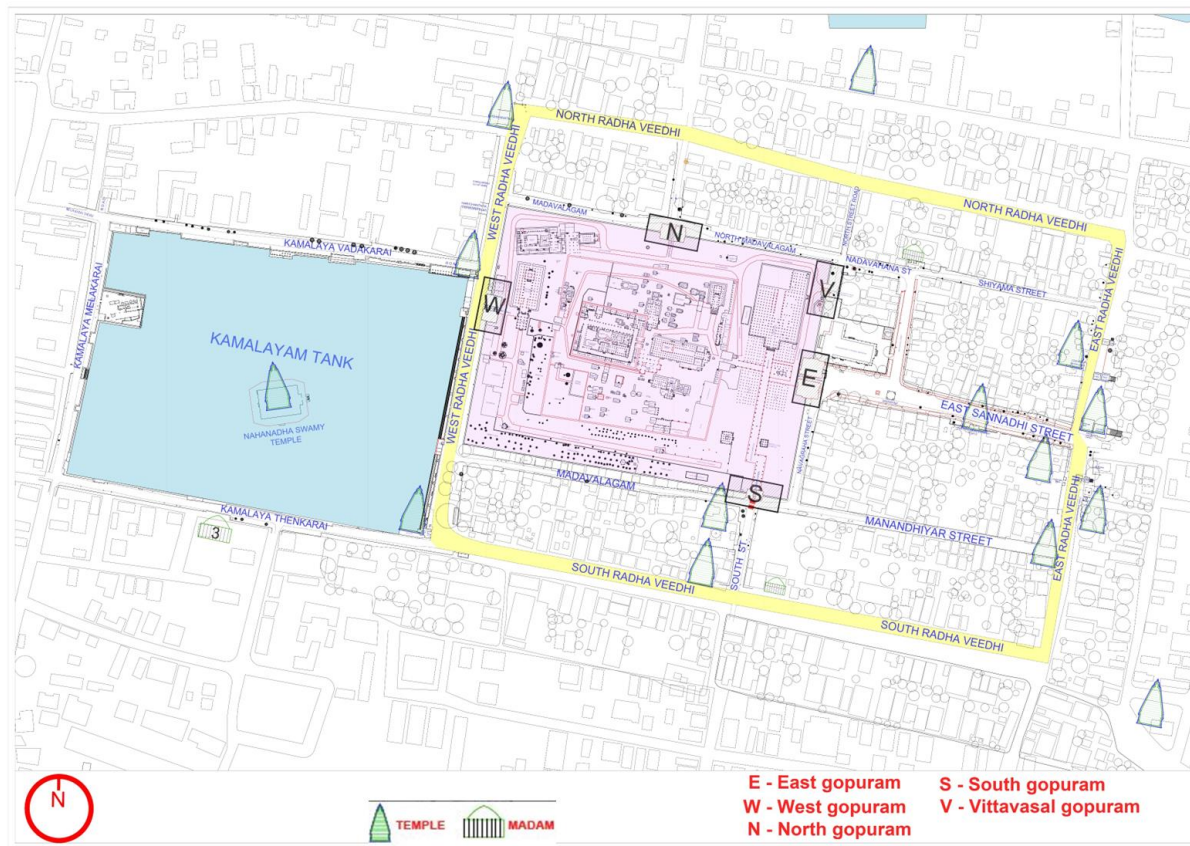 NORTH RADHA VEEDHI
NORTH RADHA VEEDHI
WEST RADHA VEEDHI
MADAVALAGAM
N
NORTH MADAVALAGAM
NORTH STREET ROAD
NADAVAHANA ST
SHIYAMA STREET
EAST RADHA VEEDHI
KAMALAYA VADAKARAI
KAMALAYA MELAKARAI
W
V
KAMALAYAM TANK
NAHANADHA SWAMY
TEMPLE
WEST RADHA VEEDHI
E
EAST SANNADHI STREET
MADAVALAGAM
S
KAMALAYA THENKARAI
3
MANANDHIYAR STREET
EAST RADHA VEEDHI
SOUTH ST.
SOUTH RADHA VEEDHI
SOUTH RADHA VEEDHI
N
TEMPLE
MADAM
E - East gopuram
W - West gopuram
N - North gopuram
S - South gopuram
V - Vittavasal gopuram